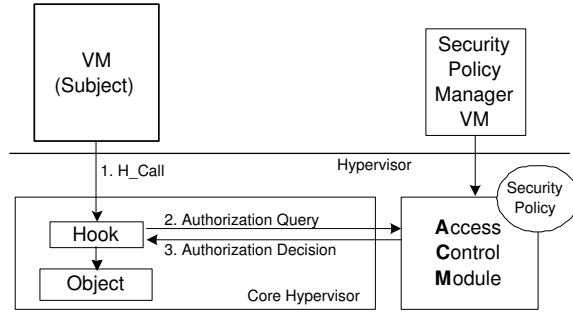 VM
(Subject)
Security
Policy
Manager
VM
1. H_Call
Hypervisor
Security
Policy
Hook
2. Authorization Query
3. Authorization Decision
Object
Core Hypervisor
Access
Control
Module